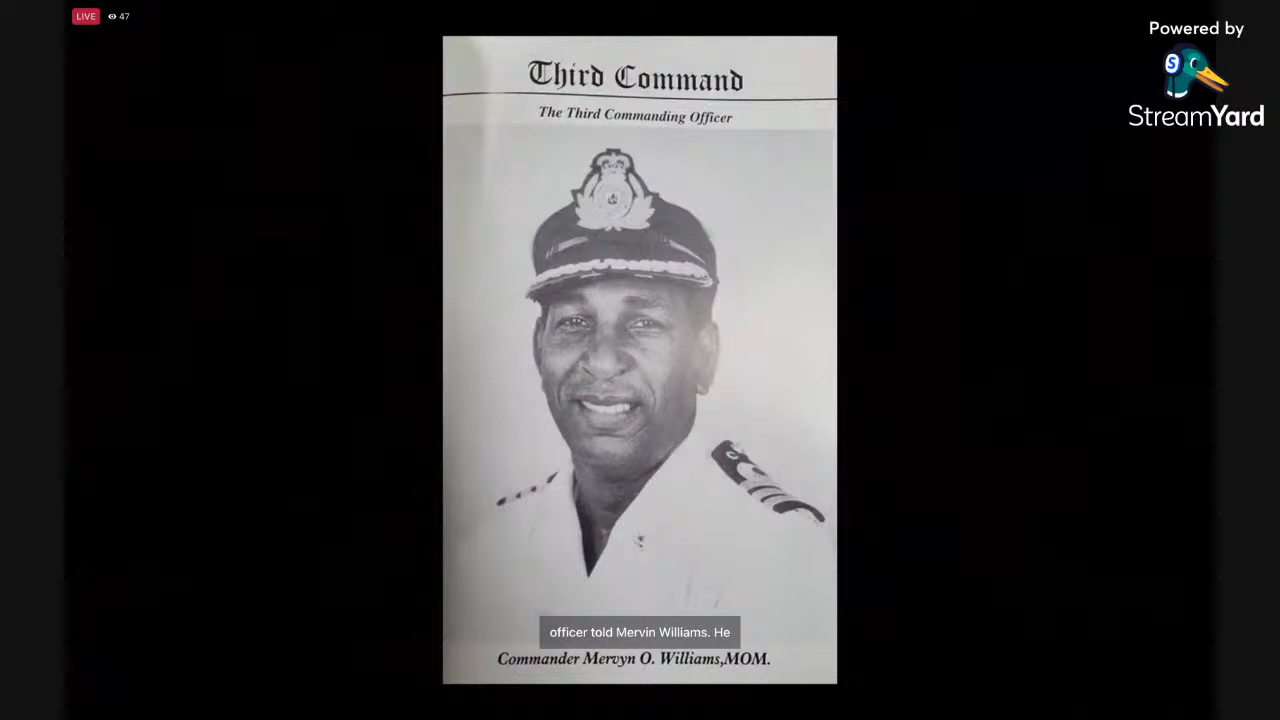 LIVE 47
Powered by
StreamYard
Third Command
The Third Commanding Officer
officer told Mervin Williams. He
Commander Mervyn O. Williams,MOM.